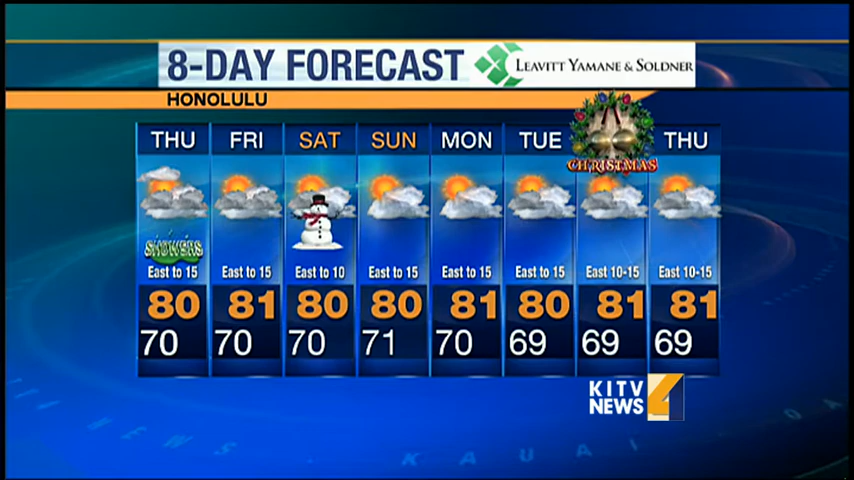 8-DAY FORECAST
LEAVITT YAMANE & SOLDNER
HONOLULU
THU FRI SAT SUN MON TUE CHRISTMAS THU
SHOWERS
East to 15 East to 15 East to 10 East to 15 East to 15 East to 15 East 10-15 East 10-15
80 81 80 80 81 80 81 81
70 70 70 71 70 69 69 69
KITV
NEWS 4
NEWS KAUAI